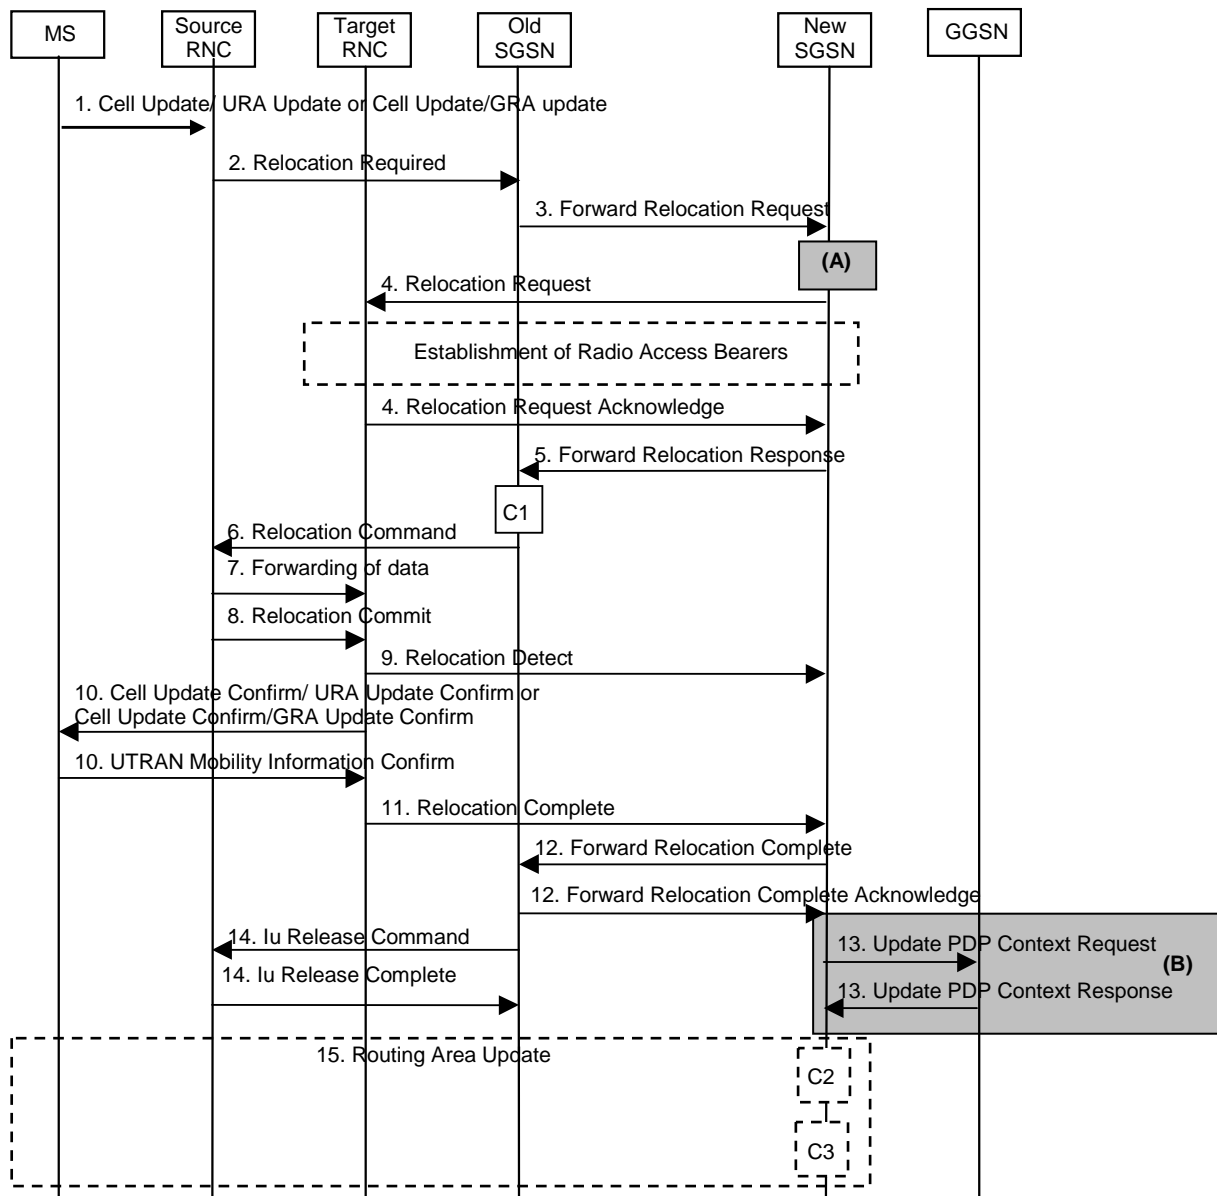 MS
Source
RNC
Target
RNC
Old
SGSN
New
SGSN
GGSN
1. Cell Update/ URA Update or Cell Update/GRA update
2. Relocation Required
3. Forward Relocation Request
(A)
4. Relocation Request
Establishment of Radio Access Bearers
4. Relocation Request Acknowledge
5. Forward Relocation Response
C1
6. Relocation Command
7. Forwarding of data
8. Relocation Commit
9. Relocation Detect
10. Cell Update Confirm/ URA Update Confirm or
Cell Update Confirm/GRA Update Confirm
10. UTRAN Mobility Information Confirm
11. Relocation Complete
12. Forward Relocation Complete
12. Forward Relocation Complete Acknowledge
14. Iu Release Command
13. Update PDP Context Request
(B)
14. Iu Release Complete
13. Update PDP Context Response
15. Routing Area Update
C2
C3